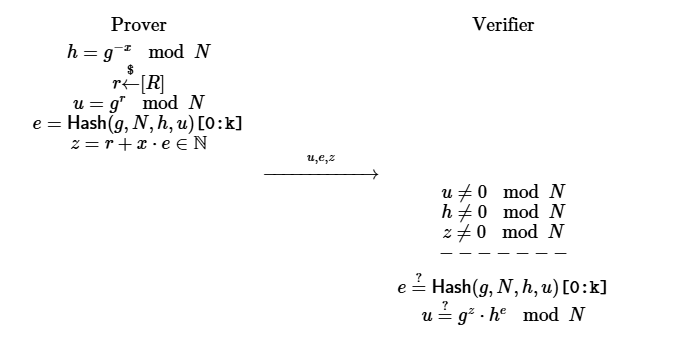 Prover
Verifier
h = g^{-x} mod N
r ←$ [R]
u = g^r mod N
e = Hash(g, N, h, u)[0:k]
z = r + x · e ∈ ℕ
u,e,z
u ≠ 0 mod N
h ≠ 0 mod N
z ≠ 0 mod N
e ?= Hash(g, N, h, u)[0:k]
u ?= g^z · h^e mod N